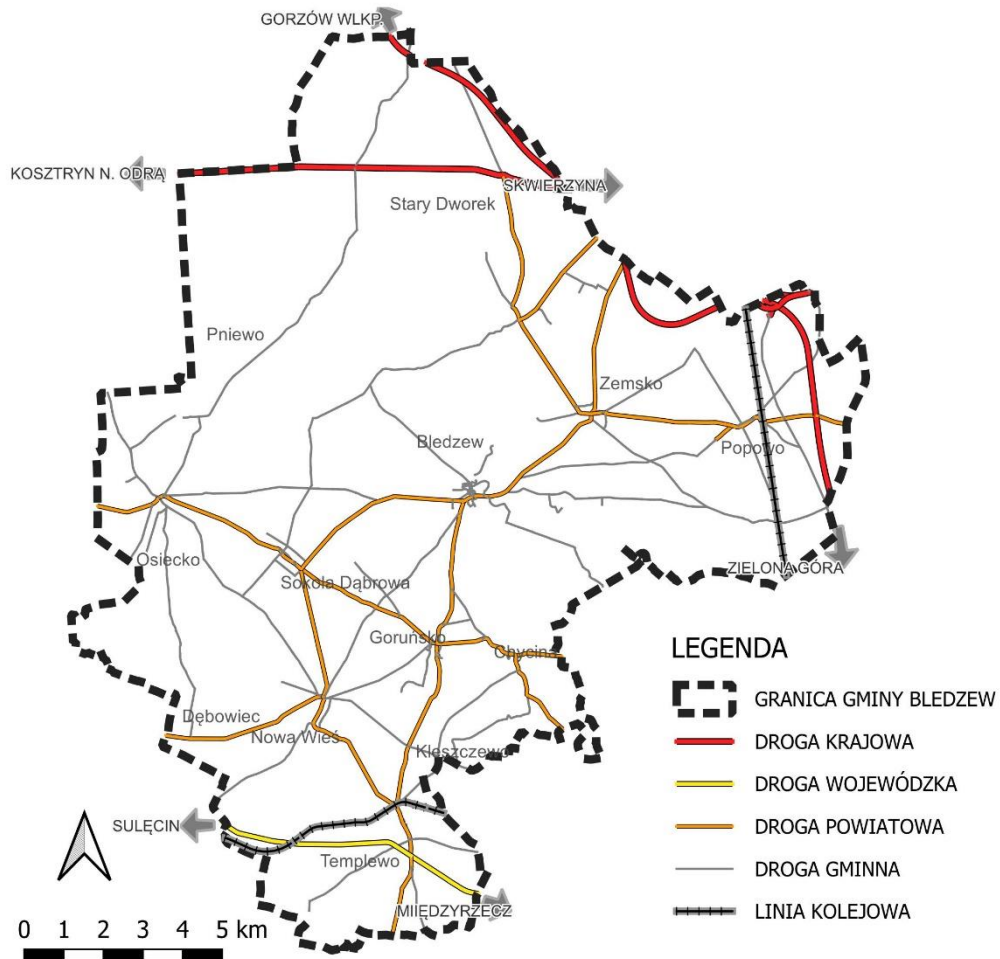 GORZÓW WLKP.
KOSZTRYN N. ODRĄ
SKWIERZYNA
Stary Dworek
Pniewo
Zemsko
Bledzew
Popowo
Osiecko
ZIELONA GÓRA
Sokola Dąbrowa
Goruńsko
Chycina
LEGENDA
GRANICA GMINY BLEDZEW
Dębowiec
Nowa Wieś
Kleszczewo
DROGA KRAJOWA
DROGA WOJEWÓDZKA
SULĘCIN
DROGA POWIATOWA
Templewo
DROGA GMINNA
MIIĘDZYRZECZ
LINIA KOLEJOWA
0 1 2 3 4 5 km